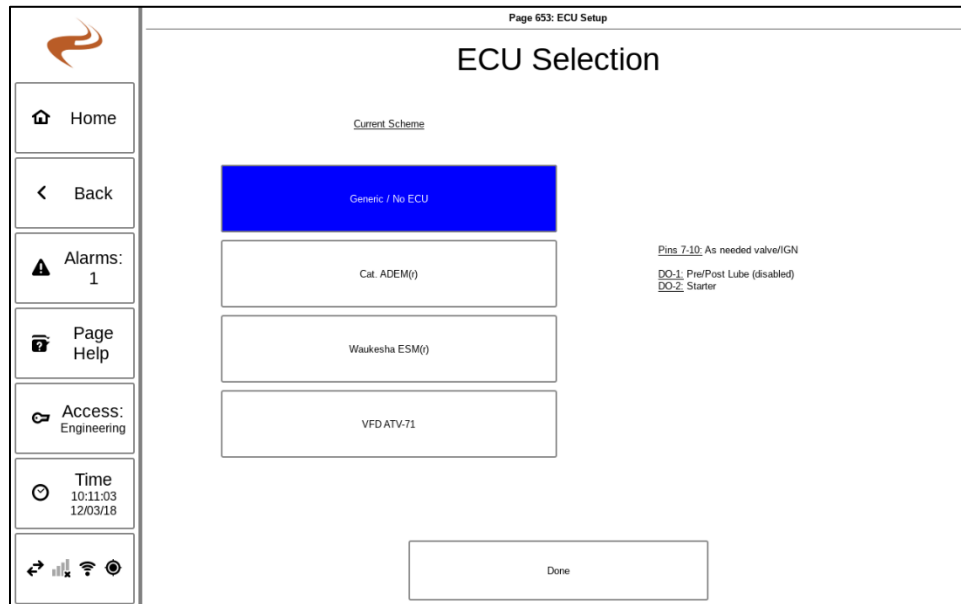 Page 653: ECU Setup
ECU Selection
Home
Back
Alarms:
1
Page
Help
Access:
Engineering
Time
10:11:03
12/03/18
Current Scheme
Generic / No ECU
Cat. ADEM(r)
Waukesha ESM(r)
VFD ATV-71
Pins 7-10: As needed valve/IGN
DO-1: Pre/Post Lube (disabled)
DO-2: Starter
Done